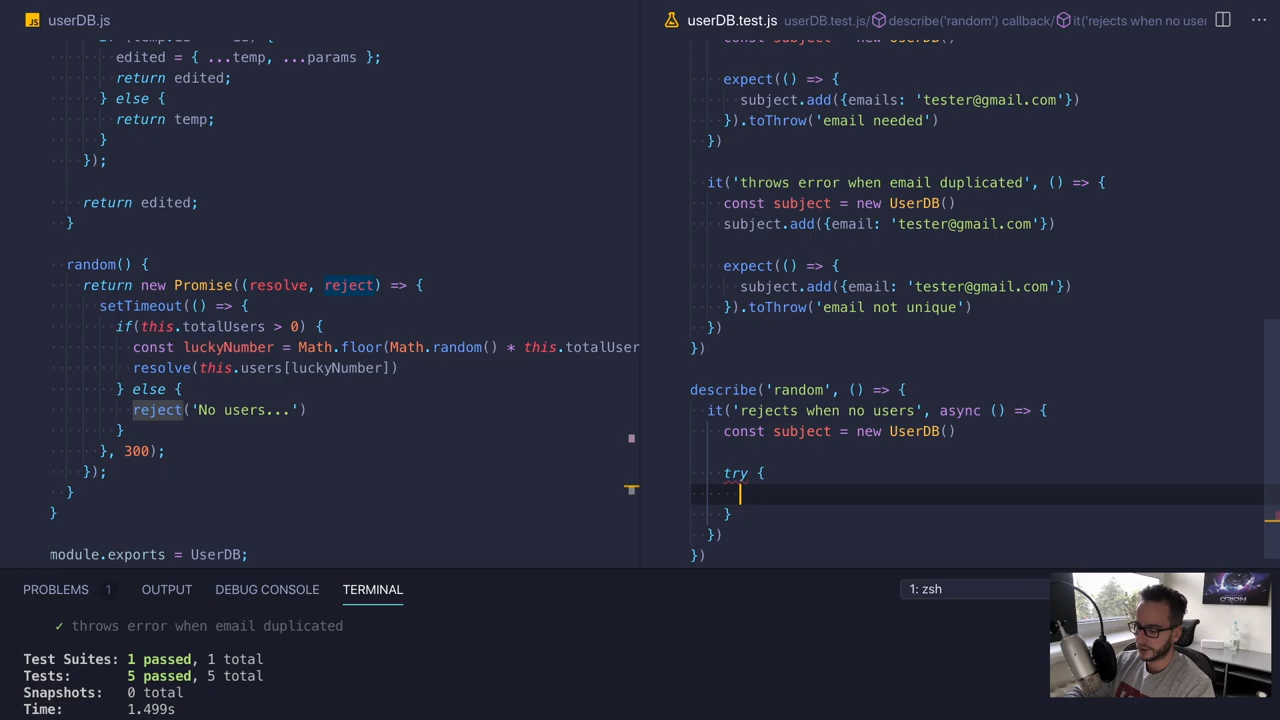 userDB.js
edited = { ...temp, ...params };
return edited;
} else {
return temp;
}
});
return edited;
}
random() {
return new Promise((resolve, reject) => {
setTimeout(() => {
if(this.totalUsers > 0) {
const luckyNumber = Math.floor(Math.random() * this.totalUser
resolve(this.users[luckyNumber])
} else {
reject('No users...')
}
}, 300);
});
}
}
module.exports = UserDB;
userDB.test.js userDB.test.js/ describe('random') callback/ it('rejects when no user
const subject = new UserDB()
expect(() => {
subject.add({emails: 'tester@gmail.com'})
}).toThrow('email needed')
})
it('throws error when email duplicated', () => {
const subject = new UserDB()
subject.add({email: 'tester@gmail.com'})
expect(() => {
subject.add({email: 'tester@gmail.com'})
}).toThrow('email not unique')
})
})
describe('random', () => {
it('rejects when no users', async () => {
const subject = new UserDB()
try {
}
})
})
PROBLEMS 1 OUTPUT DEBUG CONSOLE TERMINAL 1: zsh
✓ throws error when email duplicated
Test Suites: 1 passed, 1 total
Tests: 5 passed, 5 total
Snapshots: 0 total
Time: 1.499s
ORION